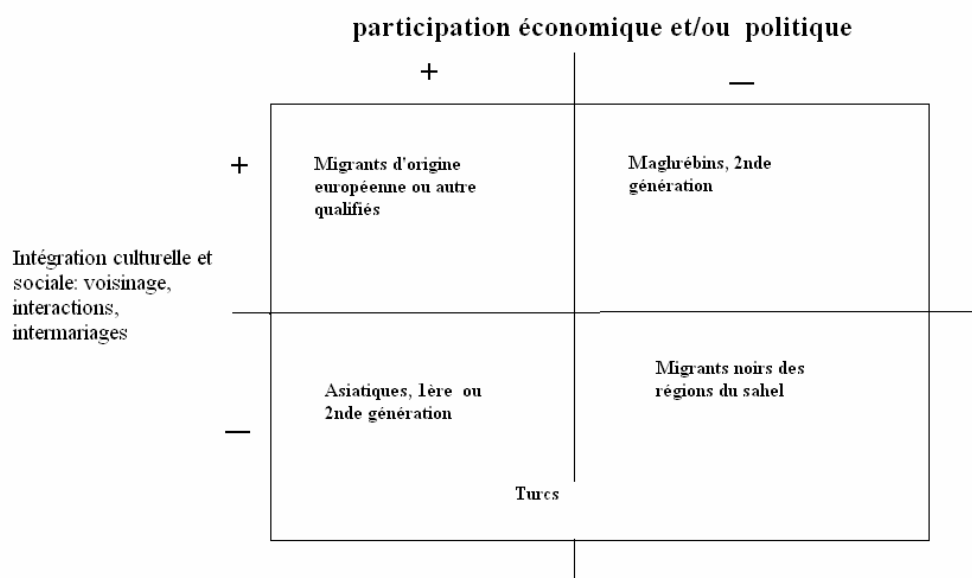 participation économique et/ou politique
+
—
+
Migrants d'origine
européenne ou autre
qualifiés
Maghrébins, 2nde
génération
Intégration culturelle et
sociale: voisinage,
interactions,
intermariages
Asiatiques, 1ère ou
2nde génération
Migrants noirs des
régions du sahel
—
Turcs